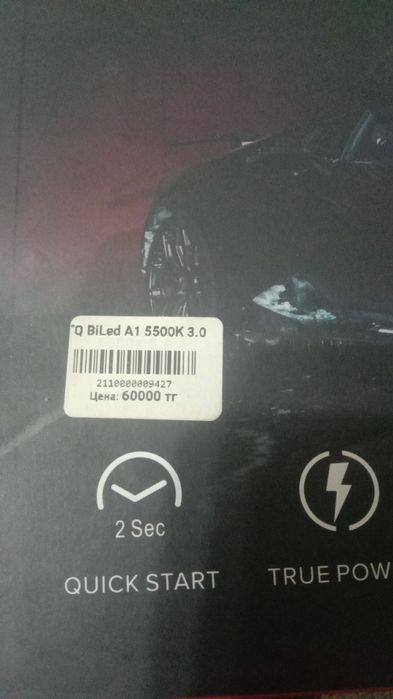 Q BiLed A1 5500K 3.0
2110000009427
Цена: 60000 тг
2 Sec
QUICK START
TRUE POW